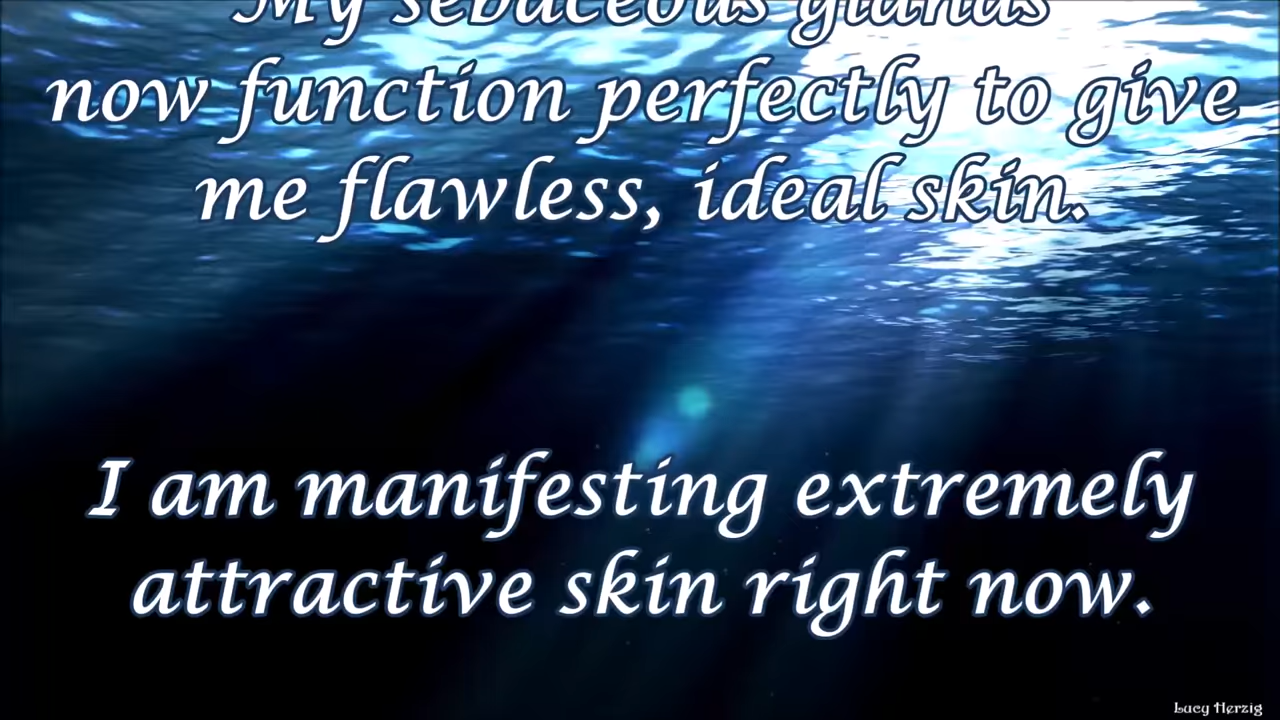 My sebaceous glands
now function perfectly to give
me flawless, ideal skin.
I am manifesting extremely
attractive skin right now.
Lucy Herzig